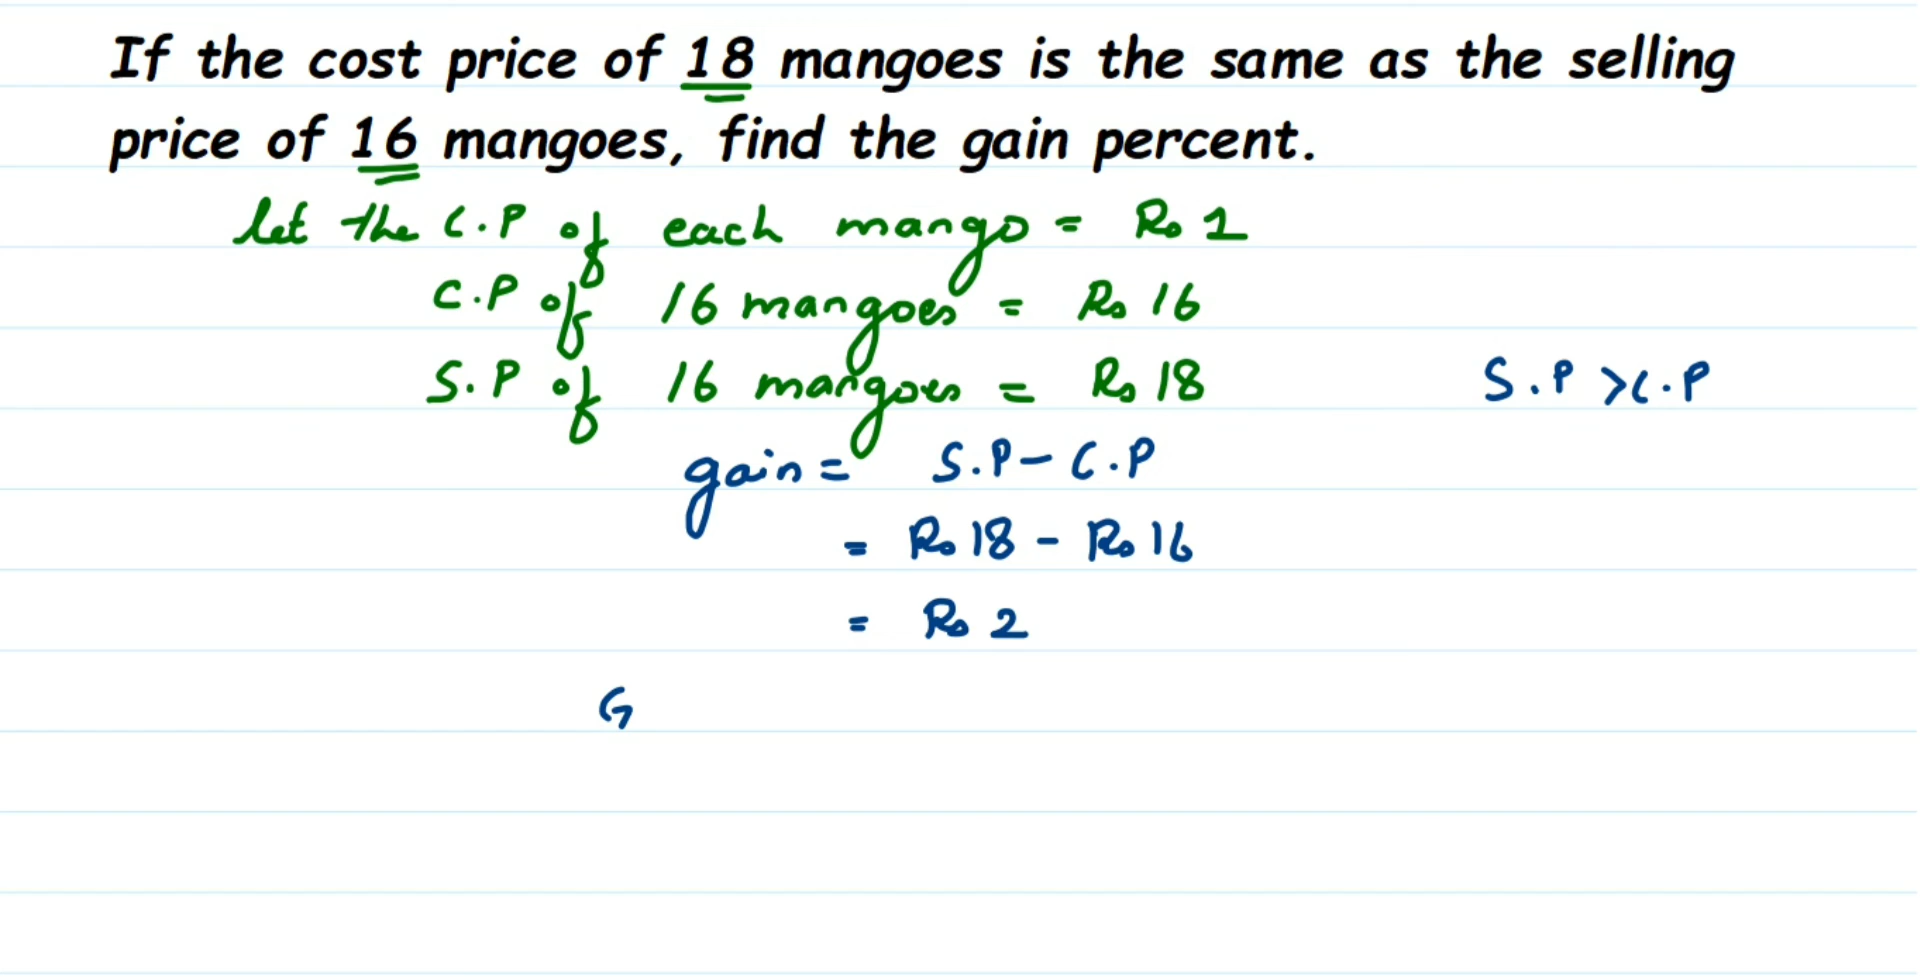 If the cost price of 18 mangoes is the same as the selling
price of 16 mangoes, find the gain percent.
let the C.P of each mango = Rs 1
C.P of 16 mangoes = Rs 16
S.P of 16 mangoes = Rs 18 S.P > C.P
gain = S.P - C.P
= Rs 18 - Rs 16
= Rs 2
G